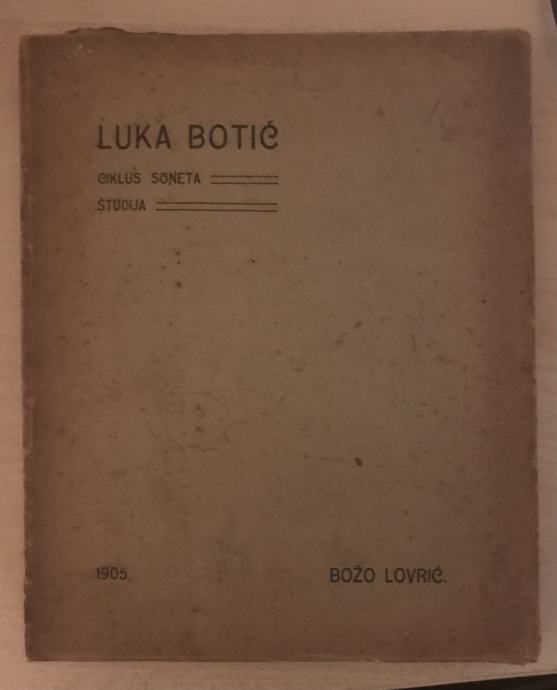 LUKA BOTIĆ
CIKLUS SONETA
STUDIJA
1905.
BOŽO LOVRIĆ.